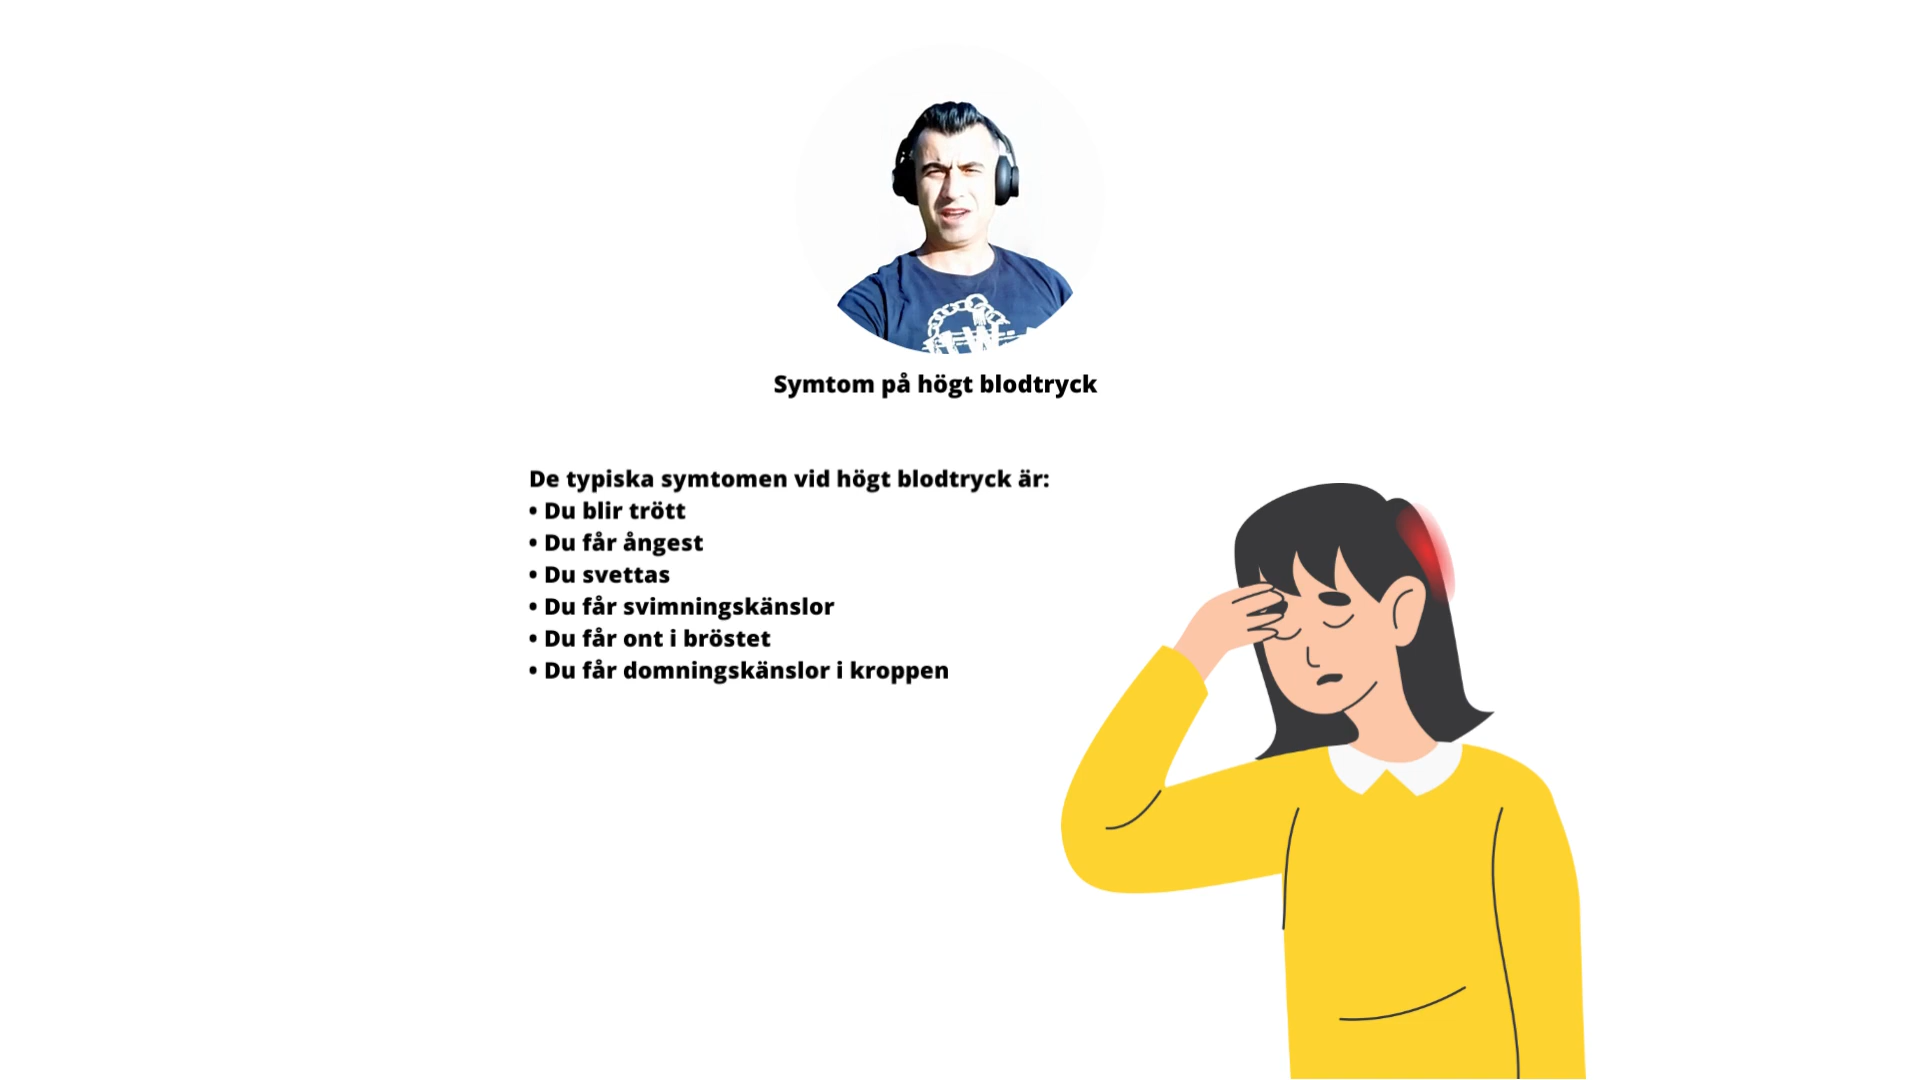 Symtom på högt blodtryck
De typiska symtomen vid högt blodtryck är:
• Du blir trött
• Du får ångest
• Du svettas
• Du får svimningskänslor
• Du får ont i bröstet
• Du får domningskänslor i kroppen